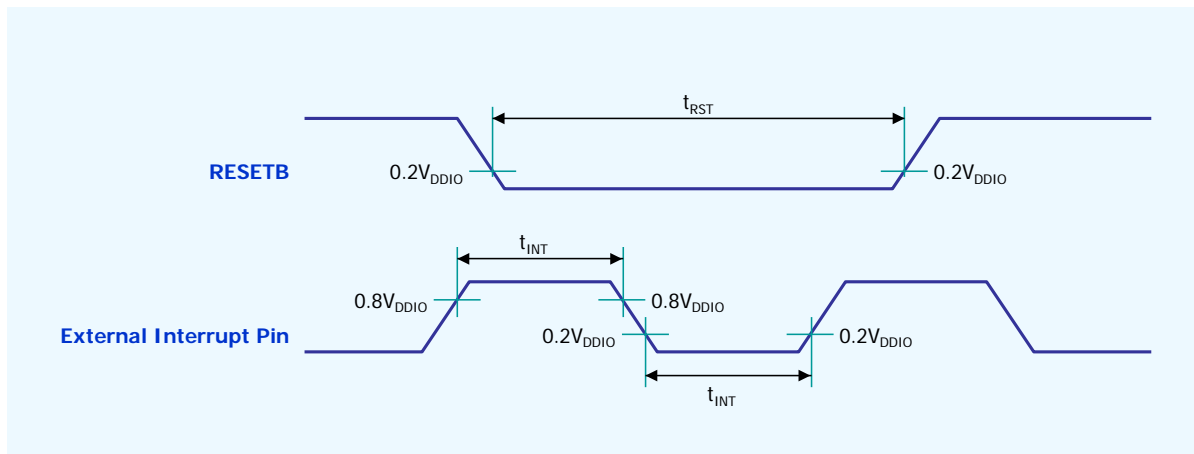 tRST
RESETB
0.2VDDIO
0.2VDDIO
tINT
0.8VDDIO
0.8VDDIO
External Interrupt Pin
0.2VDDIO
0.2VDDIO
tINT